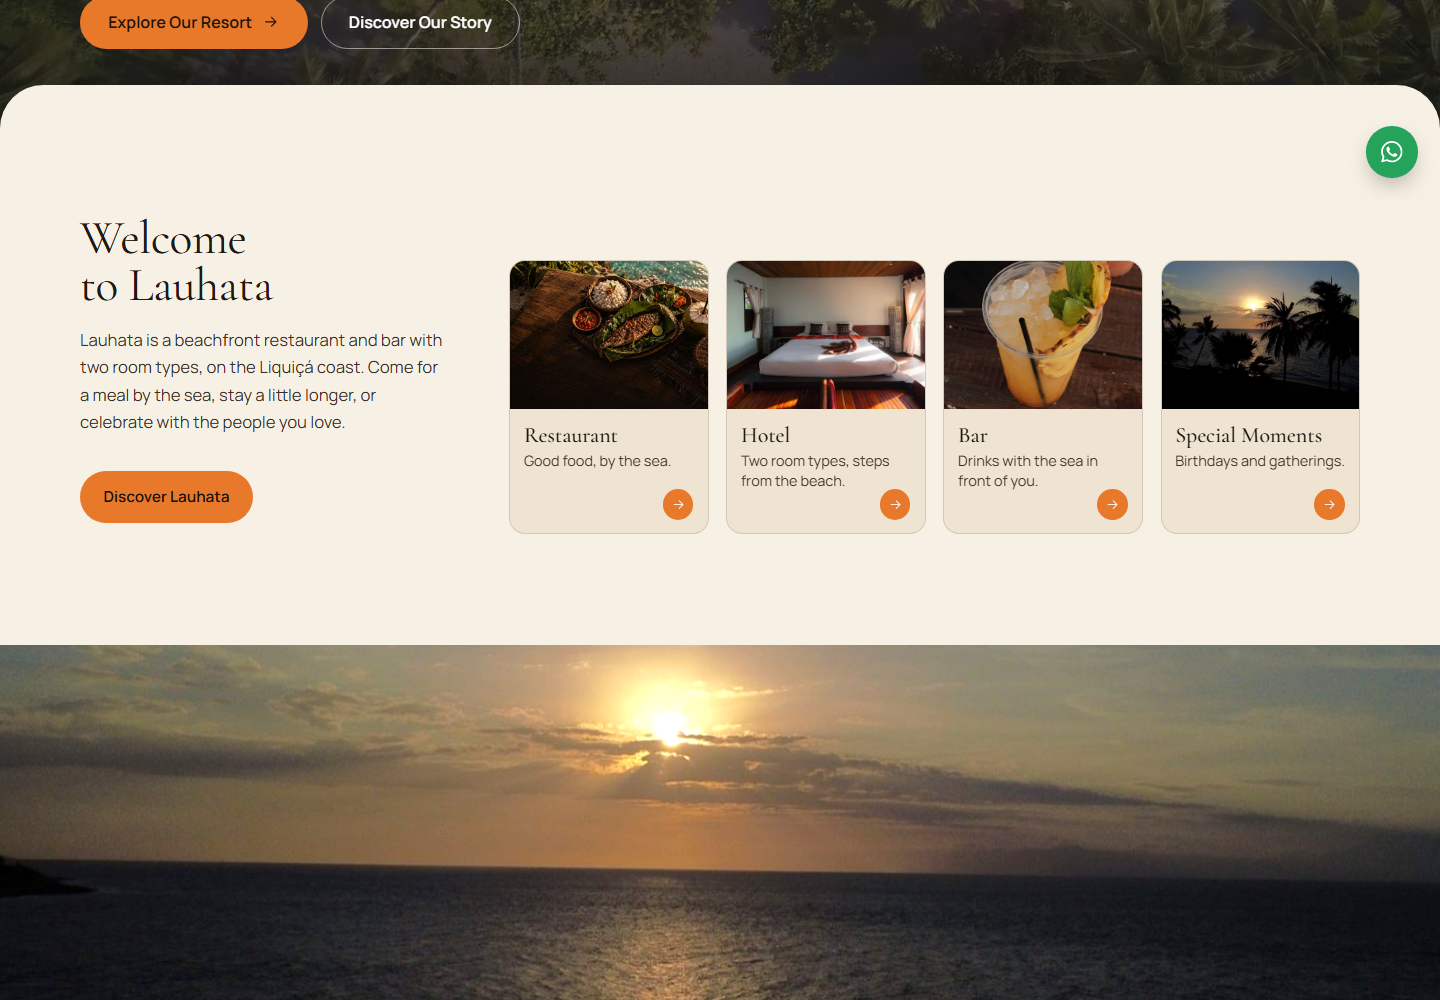 Explore Our Resort →
Discover Our Story
Welcome
to Lauhata
Lauhata is a beachfront restaurant and bar with
two room types, on the Liquiçá coast. Come for
a meal by the sea, stay a little longer, or
celebrate with the people you love.
Discover Lauhata
Restaurant
Good food, by the sea.
→
Hotel
Two room types, steps
from the beach.
→
Bar
Drinks with the sea in
front of you.
→
Special Moments
Birthdays and gatherings.
→